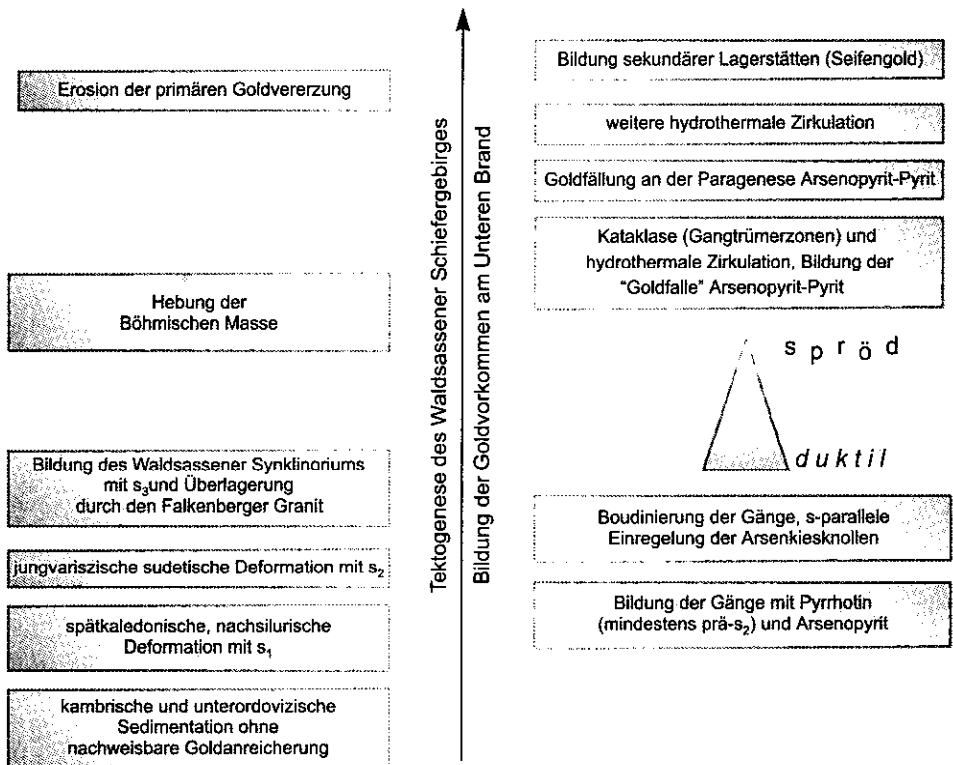 Erosion der primären Goldvererzung
Hebung der
Böhmischen Masse
Bildung des Waldsassener Synklinoriums
mit s₃und Überlagerung
durch den Falkenberger Granit
jungvariszische sudetische Deformation mit s₂
spätkaledonische, nachsilurische
Deformation mit s₁
kambrische und unterordovizische
Sedimentation ohne
nachweisbare Goldanreicherung
Tektogenese des Waldsassener Schiefergebirges
Bildung der Goldvorkommen am Unteren Brand
Bildung sekundärer Lagerstätten (Seifengold)
weitere hydrothermale Zirkulation
Goldfällung an der Paragenese Arsenopyrit-Pyrit
Kataklase (Gangtrümerzonen) und
hydrothermale Zirkulation, Bildung der
"Goldfalle" Arsenopyrit-Pyrit
spröd
duktil
Boudinierung der Gänge, s-parallele
Einregelung der Arsenkiesknollen
Bildung der Gänge mit Pyrrhotin
(mindestens prä-s₂) und Arsenopyrit